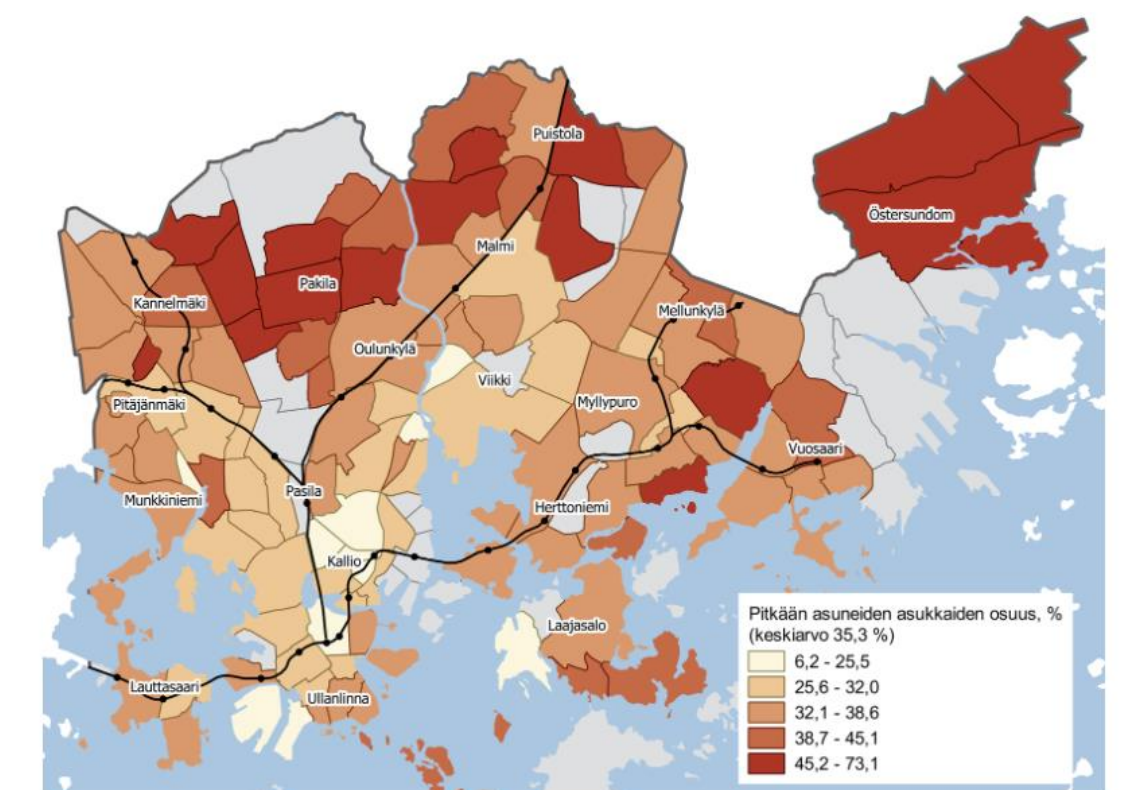 Puistola
Östersundom
Malmi
Pakila
Kannelmäki
Mellunkylä
Oulunkylä
Viikki
Pitäjänmäki
Myllypuro
Vuosaari
Munkkiniemi
Pasila
Herttoniemi
Kallio
Laajasalo
Lauttasaari
Ullanlinna
Pitkään asuneiden asukkaiden osuus, %
(keskiarvo 35,3 %)
6,2 - 25,5
25,6 - 32,0
32,1 - 38,6
38,7 - 45,1
45,2 - 73,1